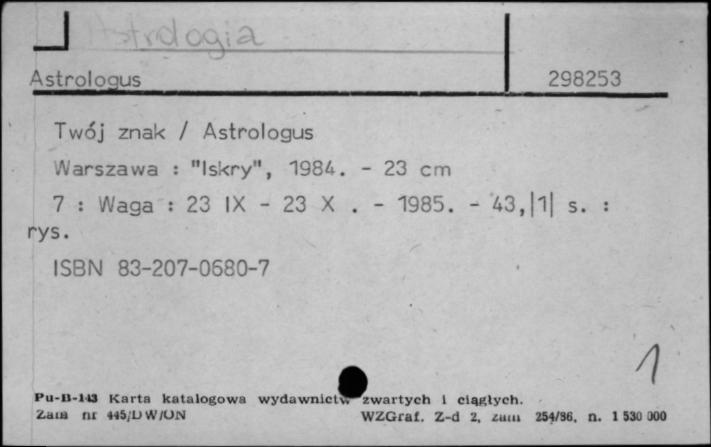 Astrologia
Astrologus 298253
Twój znak / Astrologus
Warszawa : "Iskry", 1984. - 23 cm
7 : Waga : 23 IX - 23 X . - 1985. - 43,|1| s. :
rys.
ISBN 83-207-0680-7
1
Pu-B-143 Karta katalogowa wydawnictw zwartych i ciągłych.
Zam nr 445/DW/ON WZGraf. Z-d 2, zam 254/86, n. 1 530 000